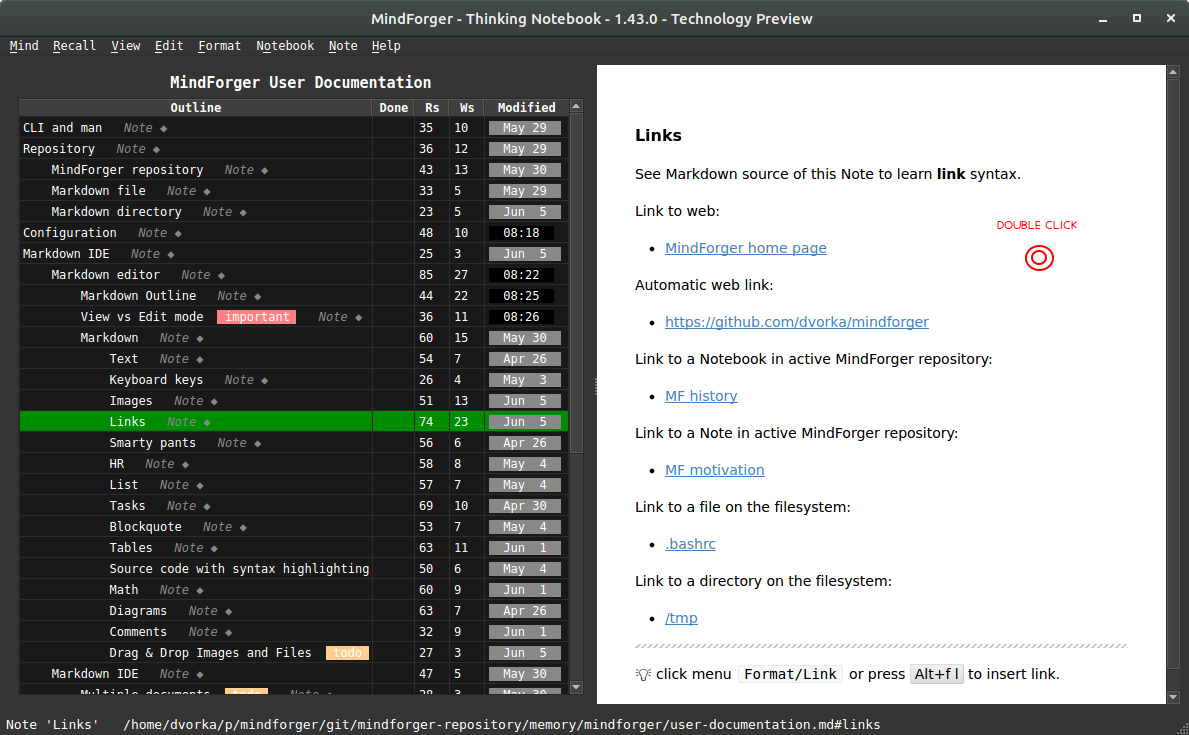 MindForger - Thinking Notebook - 1.43.0 - Technology Preview
Mind Recall View Edit Format Notebook Note Help
MindForger User Documentation
Outline Done Rs Ws Modified
CLI and man Note ◆ 35 10 May 29
Repository Note ◆ 36 12 May 29
MindForger repository Note ◆ 43 13 May 30
Markdown file Note ◆ 33 5 May 29
Markdown directory Note ◆ 23 5 Jun 5
Configuration Note ◆ 48 10 08:18
Markdown IDE Note ◆ 25 3 Jun 5
Markdown editor Note ◆ 85 27 08:22
Markdown Outline Note ◆ 44 22 08:25
View vs Edit mode important Note ◆ 36 11 08:26
Markdown Note ◆ 60 15 May 30
Text Note ◆ 54 7 Apr 26
Keyboard keys Note ◆ 26 4 May 3
Images Note ◆ 51 13 Jun 5
Links Note ◆ 74 23 Jun 5
Smarty pants Note ◆ 56 6 Apr 26
HR Note ◆ 58 8 May 4
List Note ◆ 57 7 May 4
Tasks Note ◆ 69 10 Apr 30
Blockquote Note ◆ 53 7 May 4
Tables Note ◆ 63 11 Jun 1
Source code with syntax highlighting 50 6 May 4
Math Note ◆ 60 9 Jun 1
Diagrams Note ◆ 63 7 Apr 26
Comments Note ◆ 32 9 Jun 1
Drag & Drop Images and Files todo 27 3 Jun 5
Markdown IDE Note ◆ 47 5 May 30
Multiple documents todo Note ◆ 28 3 May 30
Links
See Markdown source of this Note to learn link syntax.
Link to web:
DOUBLE CLICK
• MindForger home page
Automatic web link:
• https://github.com/dvorka/mindforger
Link to a Notebook in active MindForger repository:
• MF history
Link to a Note in active MindForger repository:
• MF motivation
Link to a file on the filesystem:
• .bashrc
Link to a directory on the filesystem:
• /tmp
click menu Format/Link or press Alt+f l to insert link.
Note 'Links' /home/dvorka/p/mindforger/git/mindforger-repository/memory/mindforger/user-documentation.md#links